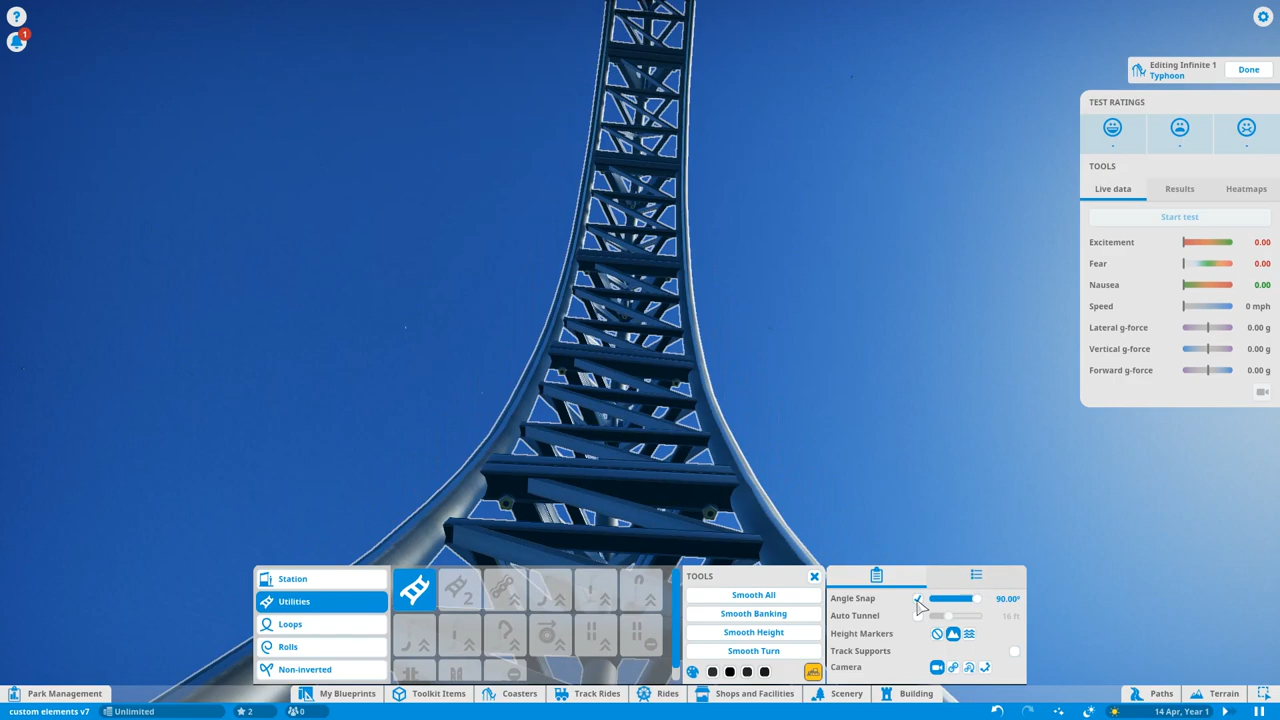 ?
1
Editing Infinite 1
Typhoon
Done
TEST RATINGS
- - -
TOOLS
Live data Results Heatmaps
Start test
Excitement 0.00
Fear 0.00
Nausea 0.00
Speed 0 mph
Lateral g-force 0.00 g
Vertical g-force 0.00 g
Forward g-force 0.00 g
Station
Utilities
Loops
Rolls
Non-inverted
2
TOOLS
Smooth All
Smooth Banking
Smooth Height
Smooth Turn
Angle Snap 90.00°
Auto Tunnel 16 ft
Height Markers
Track Supports
Camera
Park Management My Blueprints Toolkit Items Coasters Track Rides Rides Shops and Facilities Scenery Building Paths Terrain
custom elements v7 Unlimited 2 0 14 Apr, Year 1